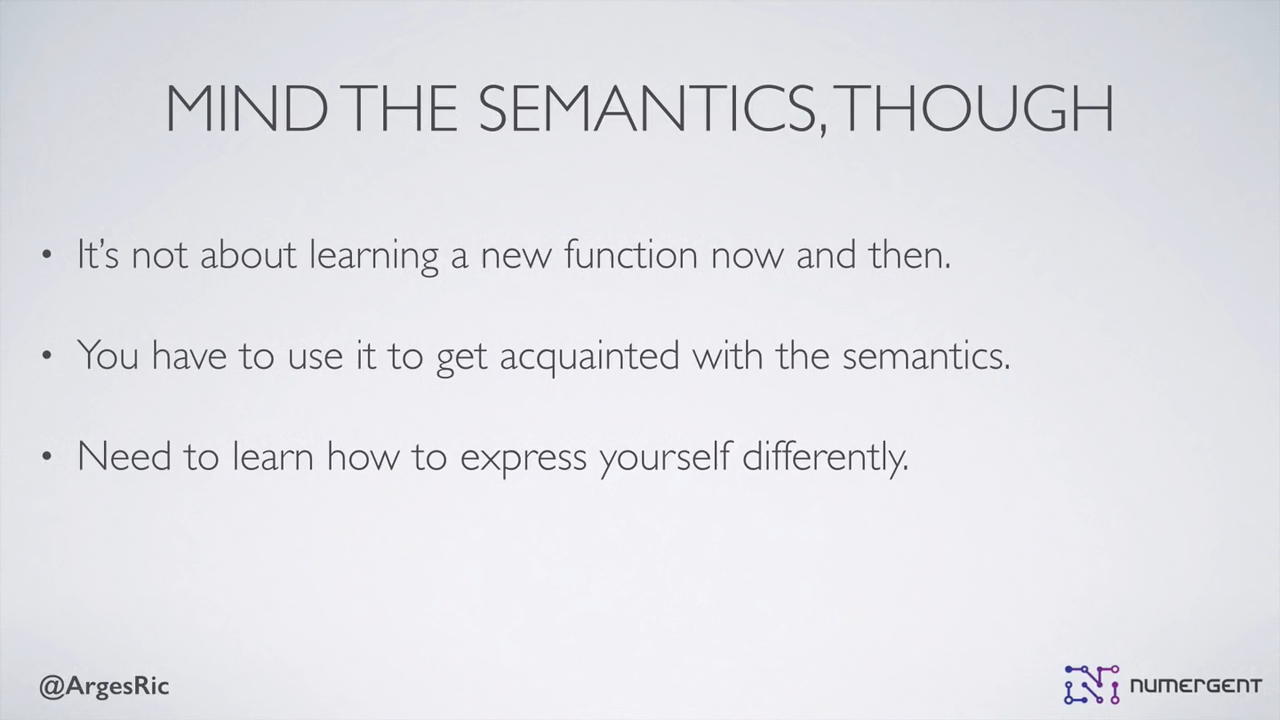 MIND THE SEMANTICS, THOUGH
• It’s not about learning a new function now and then.
• You have to use it to get acquainted with the semantics.
• Need to learn how to express yourself differently.
@ArgesRic
NUMERGENT